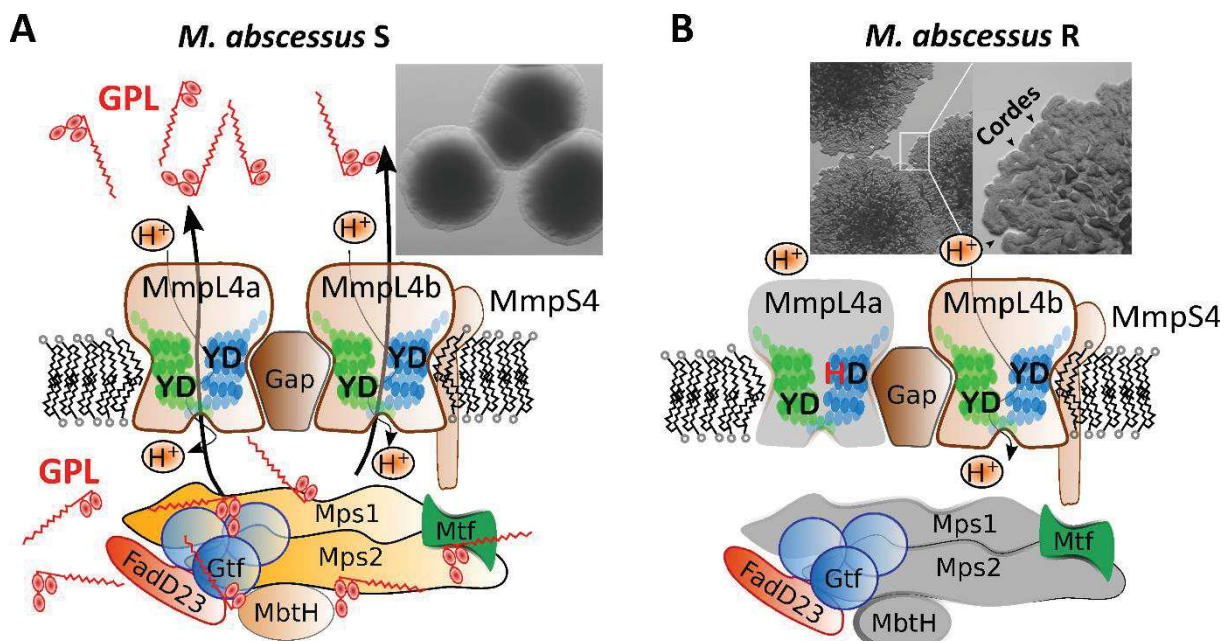 A
M. abscessus S
GPL
H+
H+
MmpL4a
MmpL4b
MmpS4
YD
YD
Gap
YD
YD
H+
H+
GPL
Mps1
Mtf
Mps2
Gtf
FadD23
MbtH
B
M. abscessus R
Cordes
H+
H+
MmpL4a
MmpL4b
MmpS4
HD
YD
Gap
YD
YD
H+
Mps1
Mtf
Mps2
Gtf
FadD23
MbtH